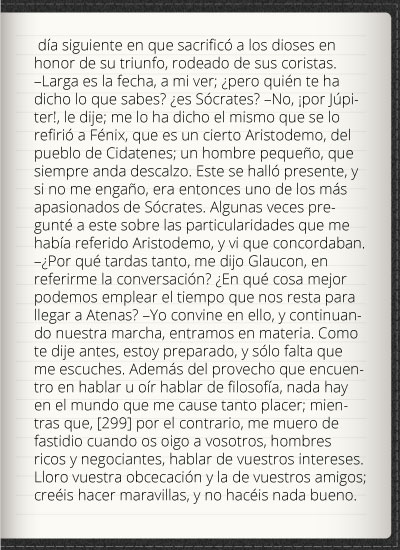 día siguiente en que sacrificó a los dioses en
honor de su triunfo, rodeado de sus coristas.
–Larga es la fecha, a mi ver; ¿pero quién te ha
dicho lo que sabes? ¿es Sócrates? –No, ¡por Júpi-
ter!, le dije; me lo ha dicho el mismo que se lo
refirió a Fénix, que es un cierto Aristodemo, del
pueblo de Cidatenes; un hombre pequeño, que
siempre anda descalzo. Este se halló presente, y
si no me engaño, era entonces uno de los más
apasionados de Sócrates. Algunas veces pre-
gunté a este sobre las particularidades que me
había referido Aristodemo, y vi que concordaban.
–¿Por qué tardas tanto, me dijo Glaucon, en
referirme la conversación? ¿En qué cosa mejor
podemos emplear el tiempo que nos resta para
llegar a Atenas? –Yo convine en ello, y continuan-
do nuestra marcha, entramos en materia. Como
te dije antes, estoy preparado, y sólo falta que
me escuches. Además del provecho que encuen-
tro en hablar u oír hablar de filosofía, nada hay
en el mundo que me cause tanto placer; mien-
tras que, [299] por el contrario, me muero de
fastidio cuando os oigo a vosotros, hombres
ricos y negociantes, hablar de vuestros intereses.
Lloro vuestra obcecación y la de vuestros amigos;
creéis hacer maravillas, y no hacéis nada bueno.